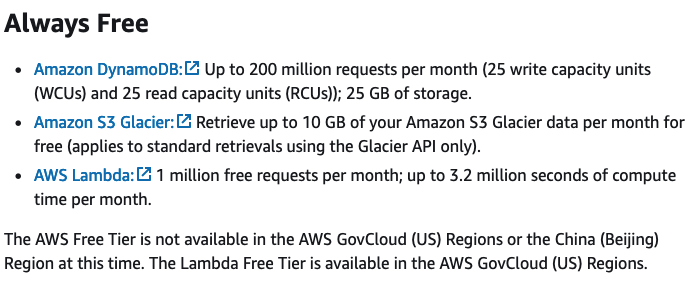 Always Free
• Amazon DynamoDB: Up to 200 million requests per month (25 write capacity units
(WCUs) and 25 read capacity units (RCUs)); 25 GB of storage.
• Amazon S3 Glacier: Retrieve up to 10 GB of your Amazon S3 Glacier data per month for
free (applies to standard retrievals using the Glacier API only).
• AWS Lambda: 1 million free requests per month; up to 3.2 million seconds of compute
time per month.
The AWS Free Tier is not available in the AWS GovCloud (US) Regions or the China (Beijing)
Region at this time. The Lambda Free Tier is available in the AWS GovCloud (US) Regions.